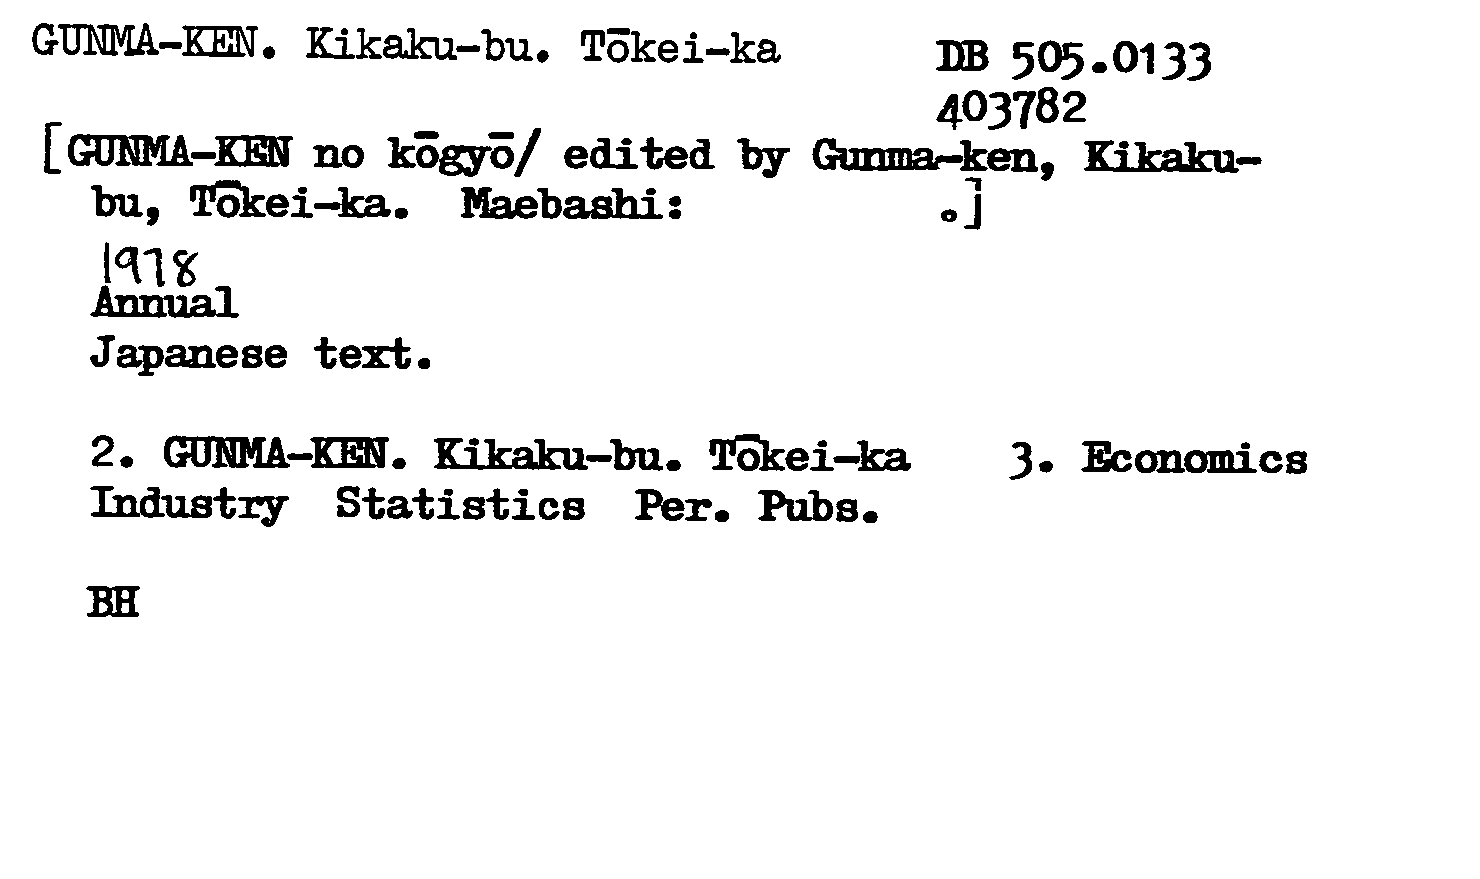 GUNMA-KEN. Kikaku-bu. Tōkei-ka
DB 505.0133
403782
[GUNMA-KEN no kōgyō/ edited by Gunma-ken, Kikaku-
bu, Tōkei-ka. Maebashi: .]
1978
Annual
Japanese text.
2. GUNMA-KEN. Kikaku-bu. Tōkei-ka 3. Economics
Industry Statistics Per. Pubs.
BH